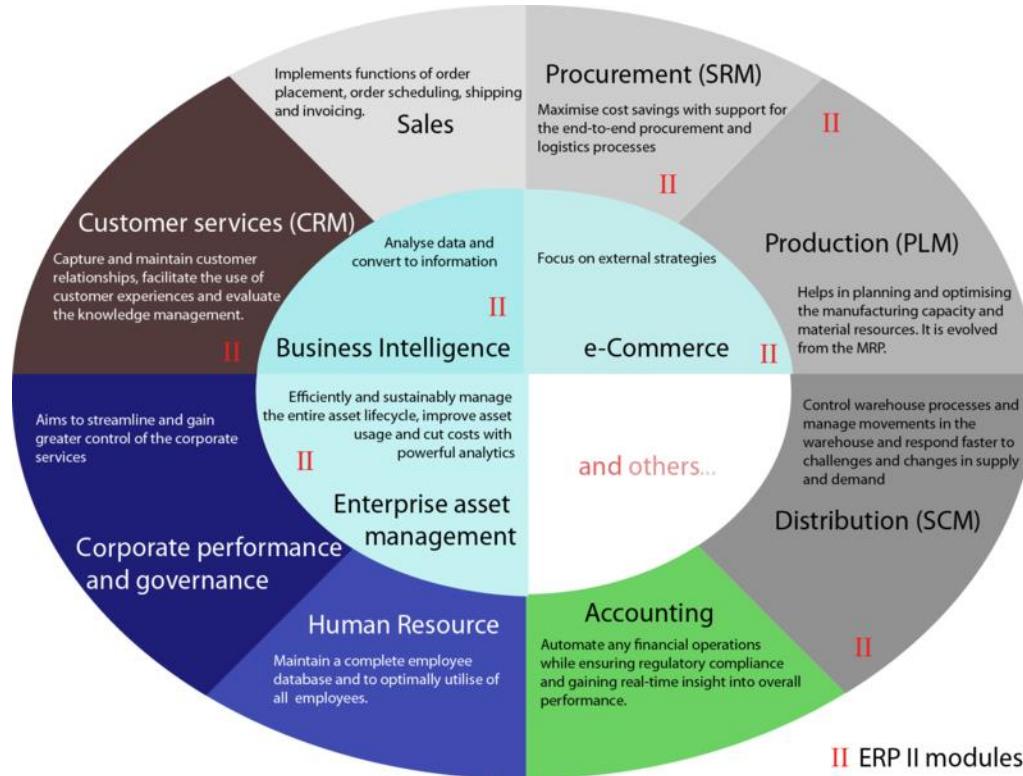 Implements functions of order
placement, order scheduling, shipping
and invoicing.
Sales
Procurement (SRM)
Maximise cost savings with support for
the end-to-end procurement and
logistics processes
II
II
Production (PLM)
Helps in planning and optimising
the manufacturing capacity and
material resources. It is evolved
from the MRP.
Customer services (CRM)
Capture and maintain customer
relationships, facilitate the use of
customer experiences and evaluate
the knowledge management.
II
Analyse data and
convert to information
II
Business Intelligence
Focus on external strategies
e-Commerce
II
Aims to streamline and gain
greater control of the corporate
services
Corporate performance
and governance
Efficiently and sustainably manage
the entire asset lifecycle, improve asset
usage and cut costs with
powerful analytics
II
Enterprise asset
management
and others...
Control warehouse processes and
manage movements in the
warehouse and respond faster to
challenges and changes in supply
and demand
Distribution (SCM)
II
Human Resource
Maintain a complete employee
database and to optimally utilise of
all employees.
Accounting
Automate any financial operations
while ensuring regulatory compliance
and gaining real-time insight into overall
performance.
II ERP II modules